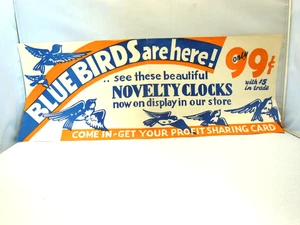 BLUE BIRDS are here!
only 99¢
with $5
in trade
.. see these beautiful
NOVELTY CLOCKS
now on display in our store
COME IN-GET YOUR PROFIT SHARING CARD